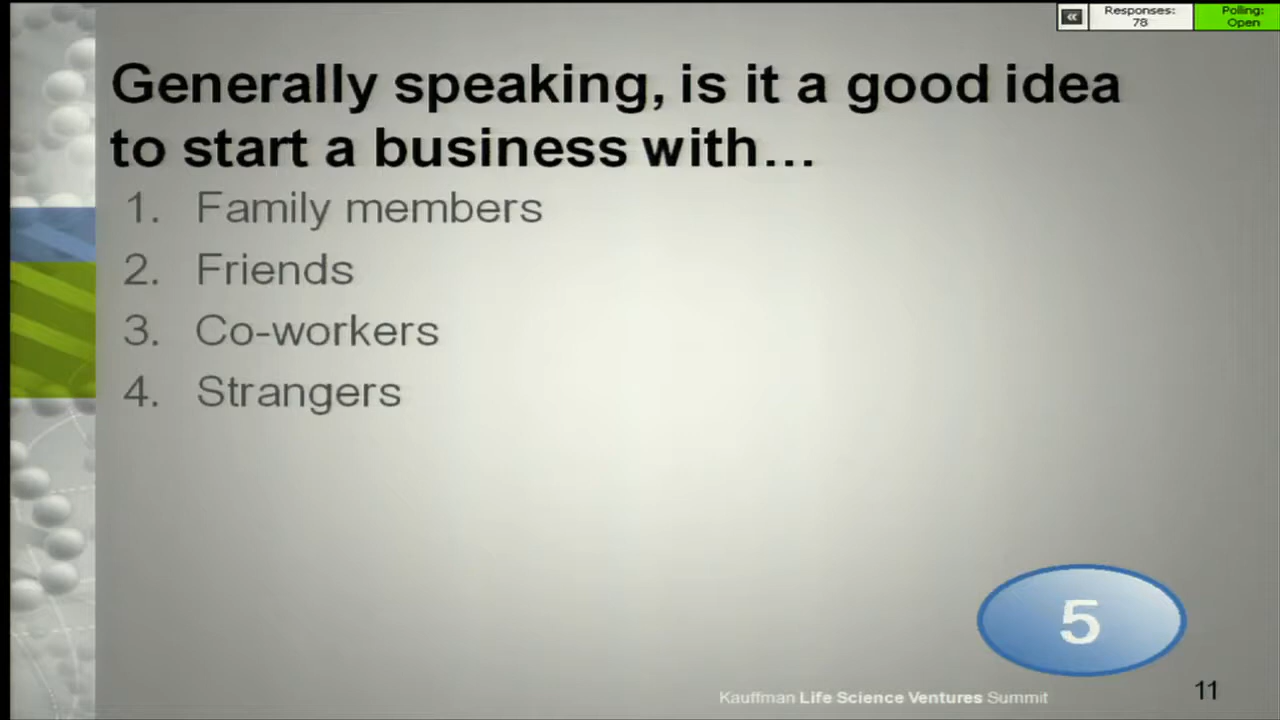 Responses:
78
Polling:
Open
Generally speaking, is it a good idea
to start a business with…
1. Family members
2. Friends
3. Co-workers
4. Strangers
5
Kauffman Life Science Ventures Summit
11